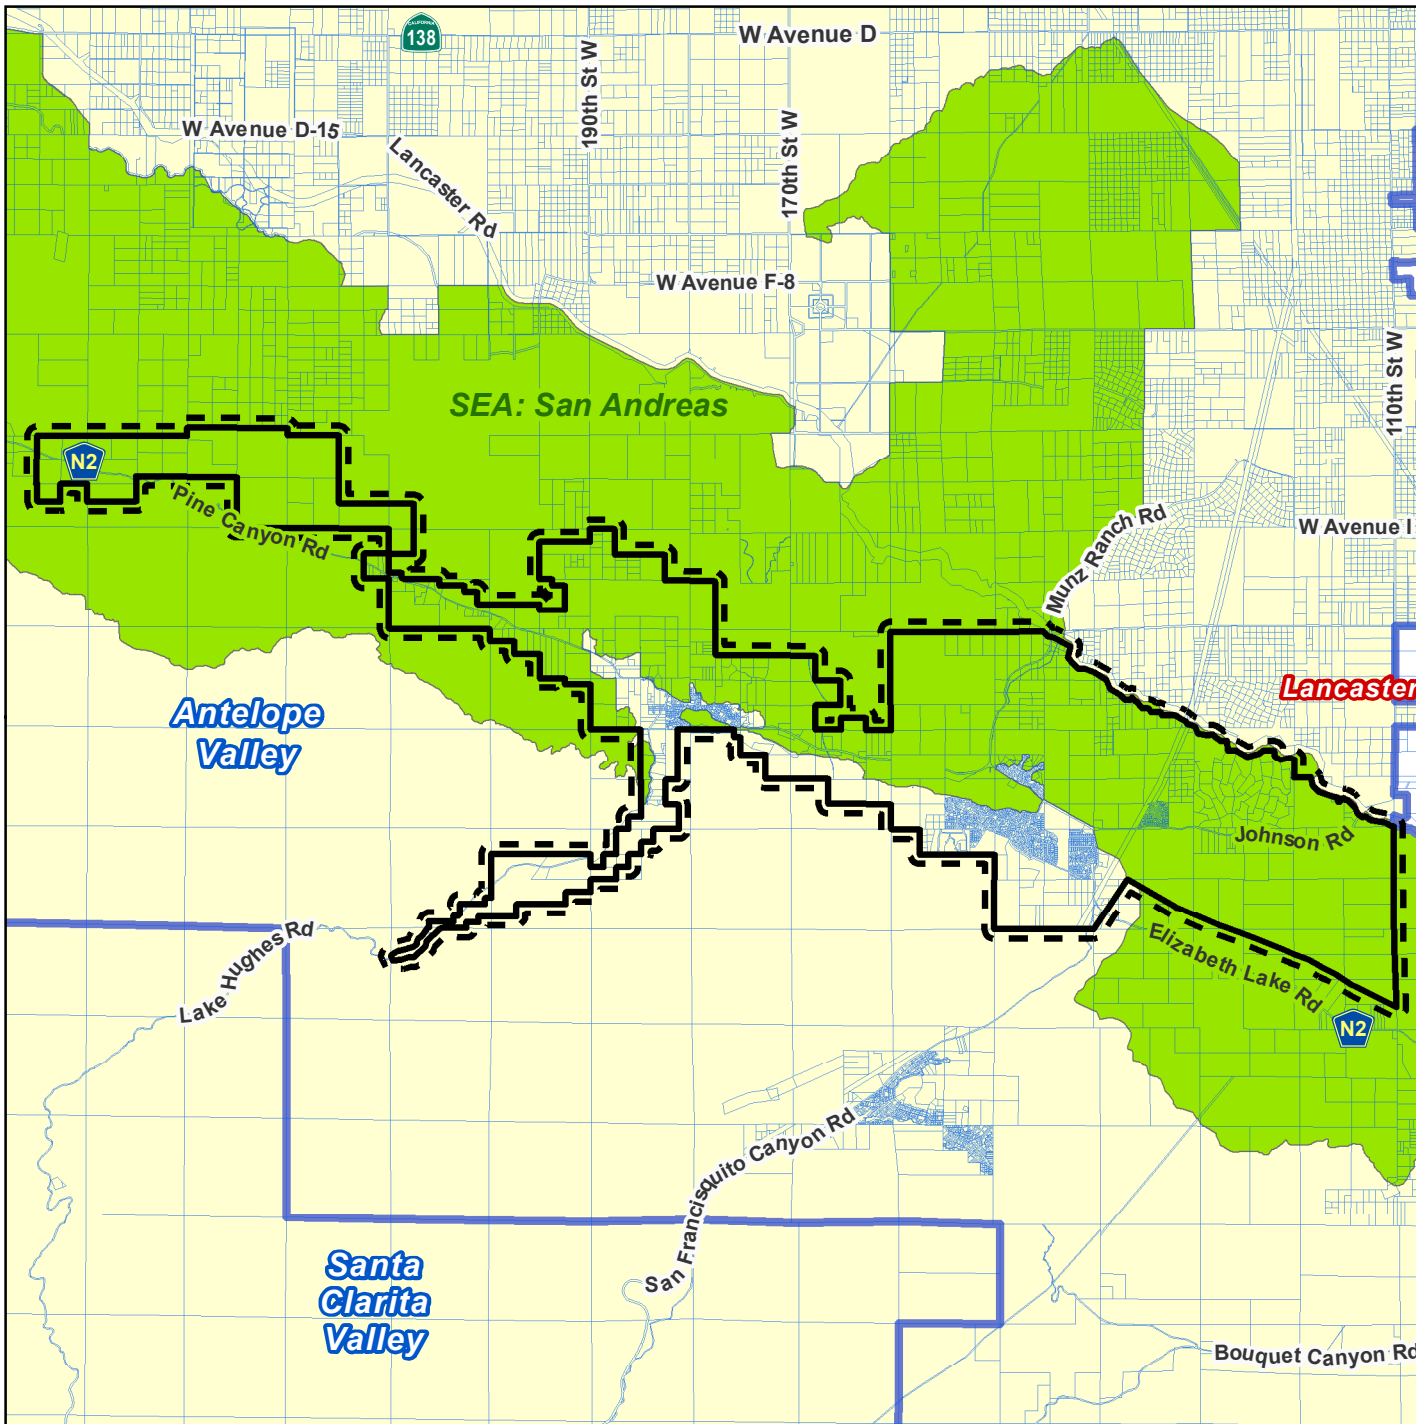 CALIFORNIA
138
W Avenue D
190th St W
W Avenue D-15
Lancaster Rd
170th St W
W Avenue F-8
110th St W
SEA: San Andreas
N2
Pine Canyon Rd
W Avenue I
Munz Ranch Rd
Lancaster
Antelope
Valley
Johnson Rd
Lake Hughes Rd
Elizabeth Lake Rd
N2
San Francisquito Canyon Rd
Santa
Clarita
Valley
Bouquet Canyon Rd